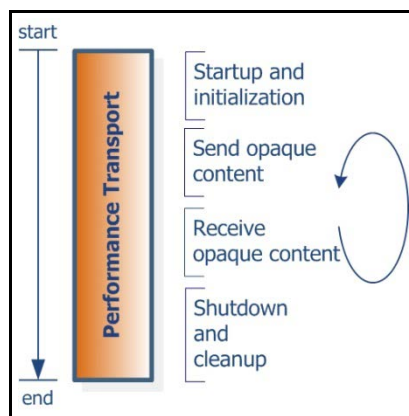 start
Performance Transport
Startup and
initialization
Send opaque
content
Receive
opaque content
Shutdown
and
cleanup
end